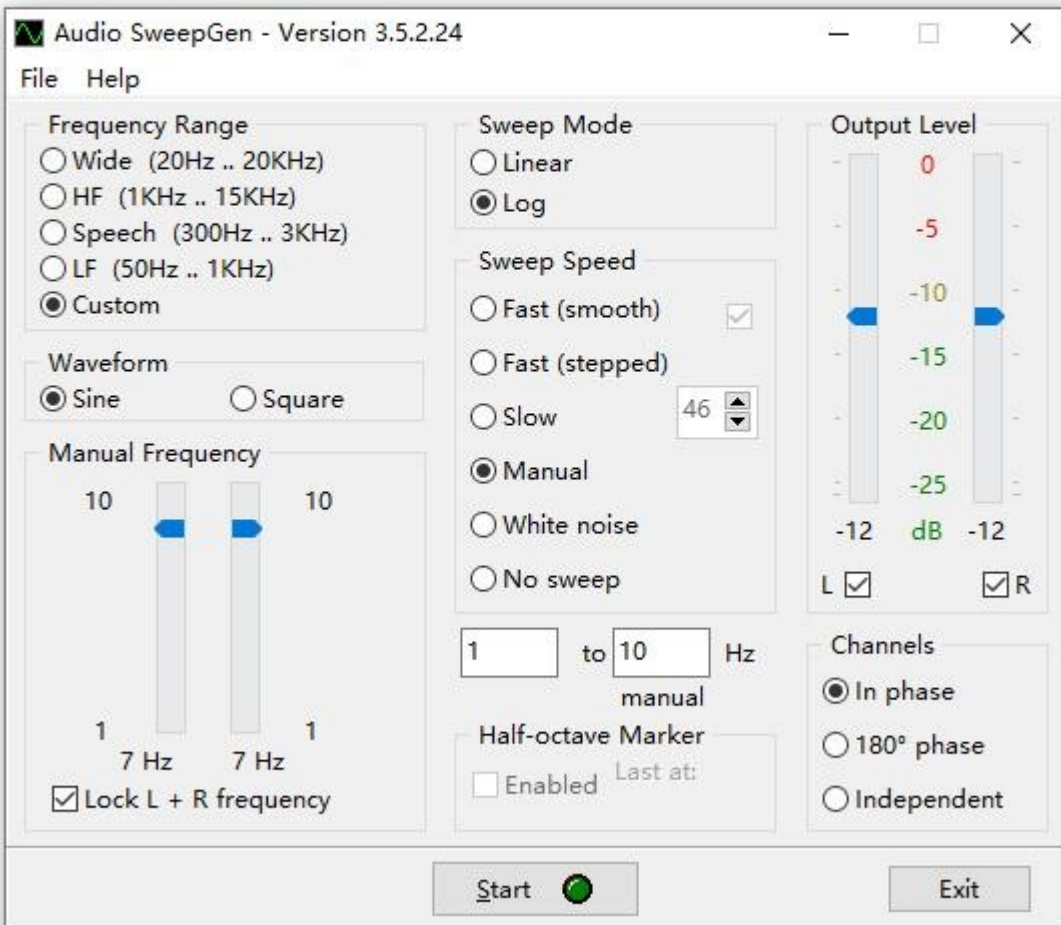 Audio SweepGen - Version 3.5.2.24
File Help
Frequency Range
Wide (20Hz .. 20KHz)
HF (1KHz .. 15KHz)
Speech (300Hz .. 3KHz)
LF (50Hz .. 1KHz)
Custom
Waveform
Sine Square
Manual Frequency
10 10
1 1
7 Hz 7 Hz
Lock L + R frequency
Sweep Mode
Linear
Log
Sweep Speed
Fast (smooth)
Fast (stepped)
Slow 46
Manual
White noise
No sweep
1 to 10 Hz
manual
Half-octave Marker
Enabled Last at:
Output Level
0
-5
-10
-15
-20
-25
-12 dB -12
L R
Channels
In phase
180º phase
Independent
Start Exit